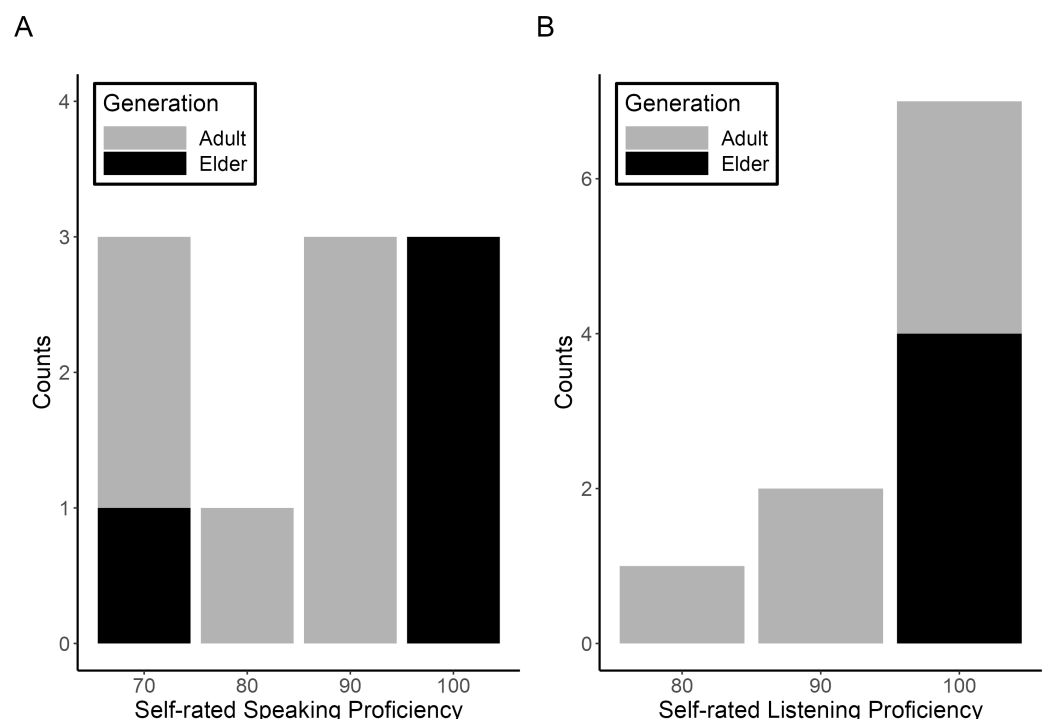 A
Generation
Adult
Elder
4
3
2
1
0
Counts
70 80 90 100
Self-rated Speaking Proficiency
B
Generation
Adult
Elder
6
4
2
0
Counts
80 90 100
Self-rated Listening Proficiency